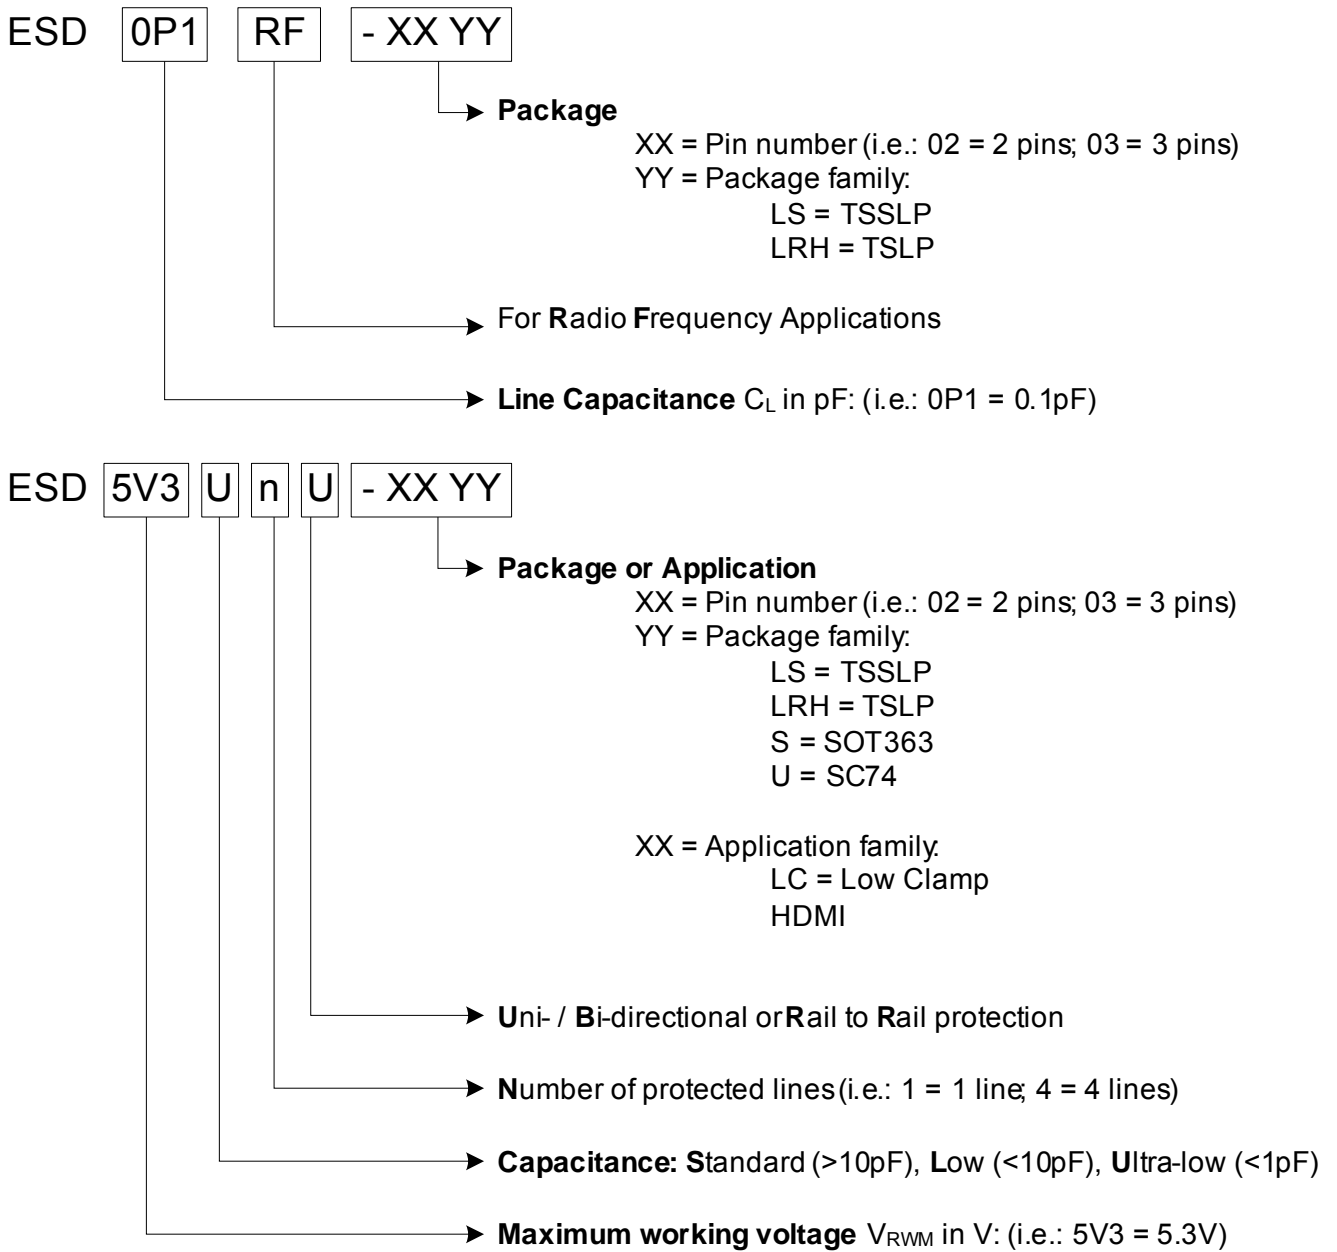 ESD 0P1 RF - XX YY
Package
XX = Pin number (i.e.: 02 = 2 pins; 03 = 3 pins)
YY = Package family:
LS = TSSLP
LRH = TSLP
For Radio Frequency Applications
Line Capacitance CL in pF: (i.e.: 0P1 = 0.1pF)
ESD 5V3 U n U - XX YY
Package or Application
XX = Pin number (i.e.: 02 = 2 pins; 03 = 3 pins)
YY = Package family:
LS = TSSLP
LRH = TSLP
S = SOT363
U = SC74
XX = Application family:
LC = Low Clamp
HDMI
Uni- / Bi-directional or Rail to Rail protection
Number of protected lines (i.e.: 1 = 1 line; 4 = 4 lines)
Capacitance: Standard (>10pF), Low (<10pF), Ultra-low (<1pF)
Maximum working voltage VRWM in V: (i.e.: 5V3 = 5.3V)